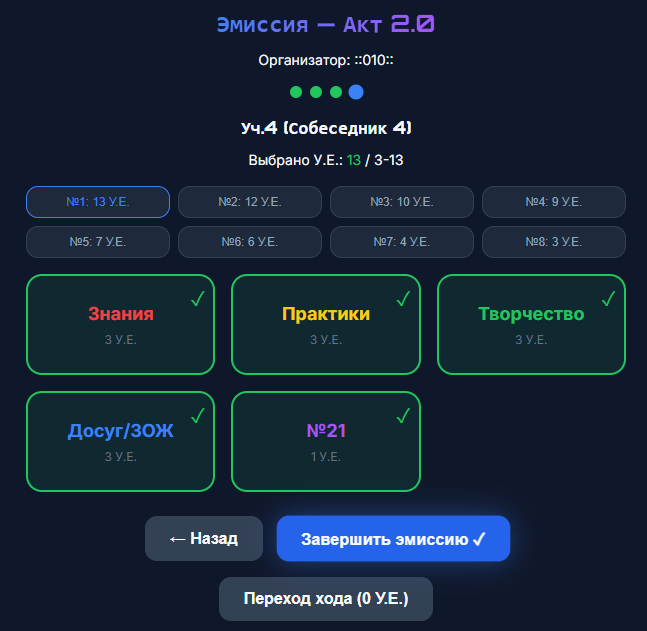 Эмиссия — Акт 2.0
Организатор: ::010::
Уч.4 (Собеседник 4)
Выбрано У.Е.: 13 / 3-13
№1: 13 У.Е. №2: 12 У.Е. №3: 10 У.Е. №4: 9 У.Е.
№5: 7 У.Е. №6: 6 У.Е. №7: 4 У.Е. №8: 3 У.Е.
✓ ✓ ✓
Знания Практики Творчество
3 У.Е. 3 У.Е. 3 У.Е.
✓ ✓
Досуг/ЗОЖ №21
3 У.Е. 1 У.Е.
← Назад Завершить эмиссию ✓
Переход хода (0 У.Е.)